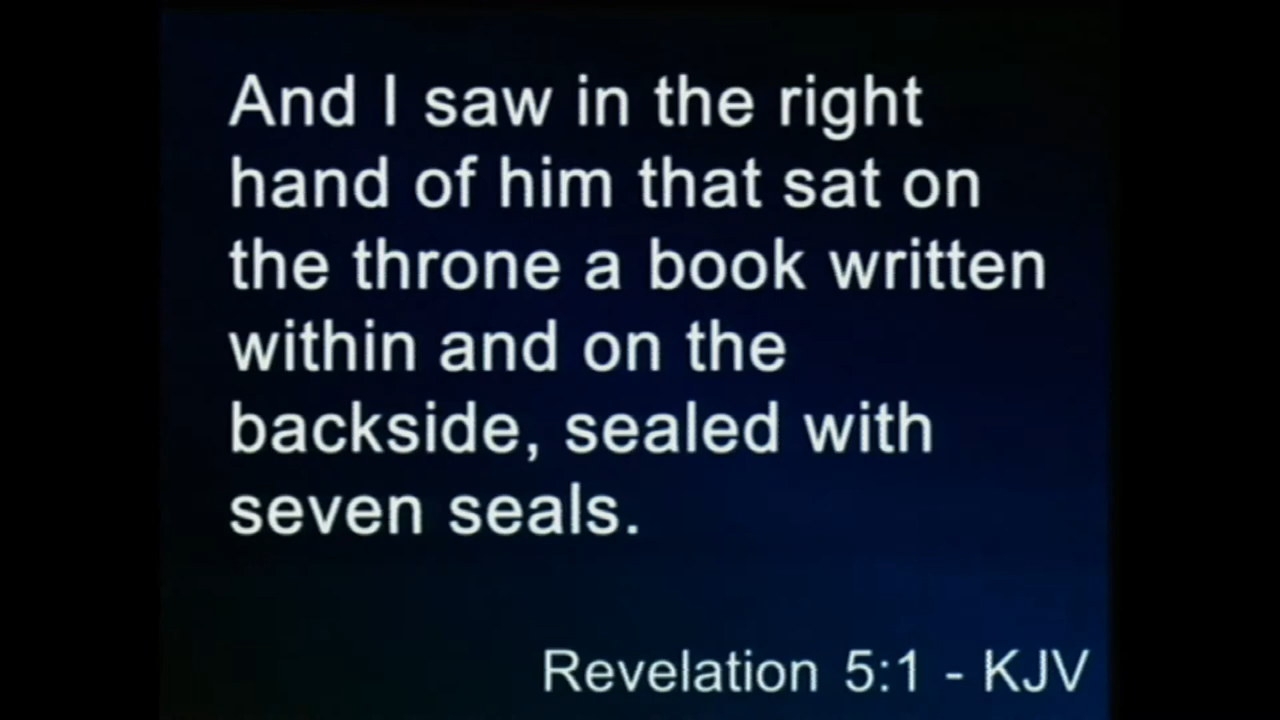 And I saw in the right
hand of him that sat on
the throne a book written
within and on the
backside, sealed with
seven seals.
Revelation 5:1 - KJV